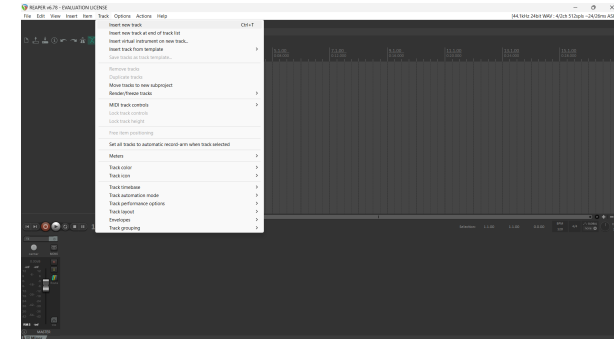 REAPER v6.78 - EVALUATION LICENSE
File Edit View Insert Item Track Options Actions Help
Insert new track Ctrl+T
Insert new track at end of track list
Insert virtual instrument on new track...
Insert track from template
Save tracks as track template...
Remove tracks
Duplicate tracks
Move tracks to new subproject
Render/freeze tracks
MIDI track controls
Lock track controls
Lock track height
Free item positioning
Set all tracks to automatic record-arm when track selected
Meters
Track color
Track icon
Track timebase
Track automation mode
Track performance options
Track layout
Envelopes
Track grouping
MASTER